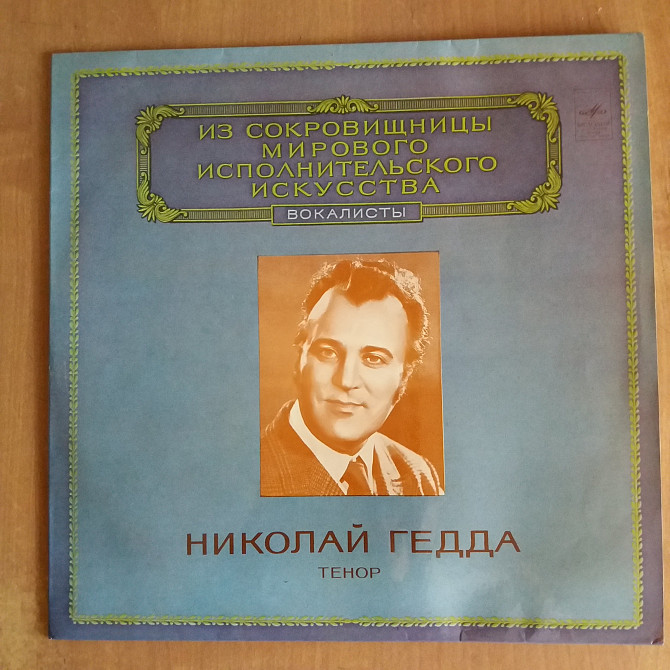 ИЗ СОКРОВИЩНИЦЫ
МИРОВОГО
ИСПОЛНИТЕЛЬСКОГО
ИСКУССТВА
ВОКАЛИСТЫ
НИКОЛАЙ ГЕДДА
ТЕНОР